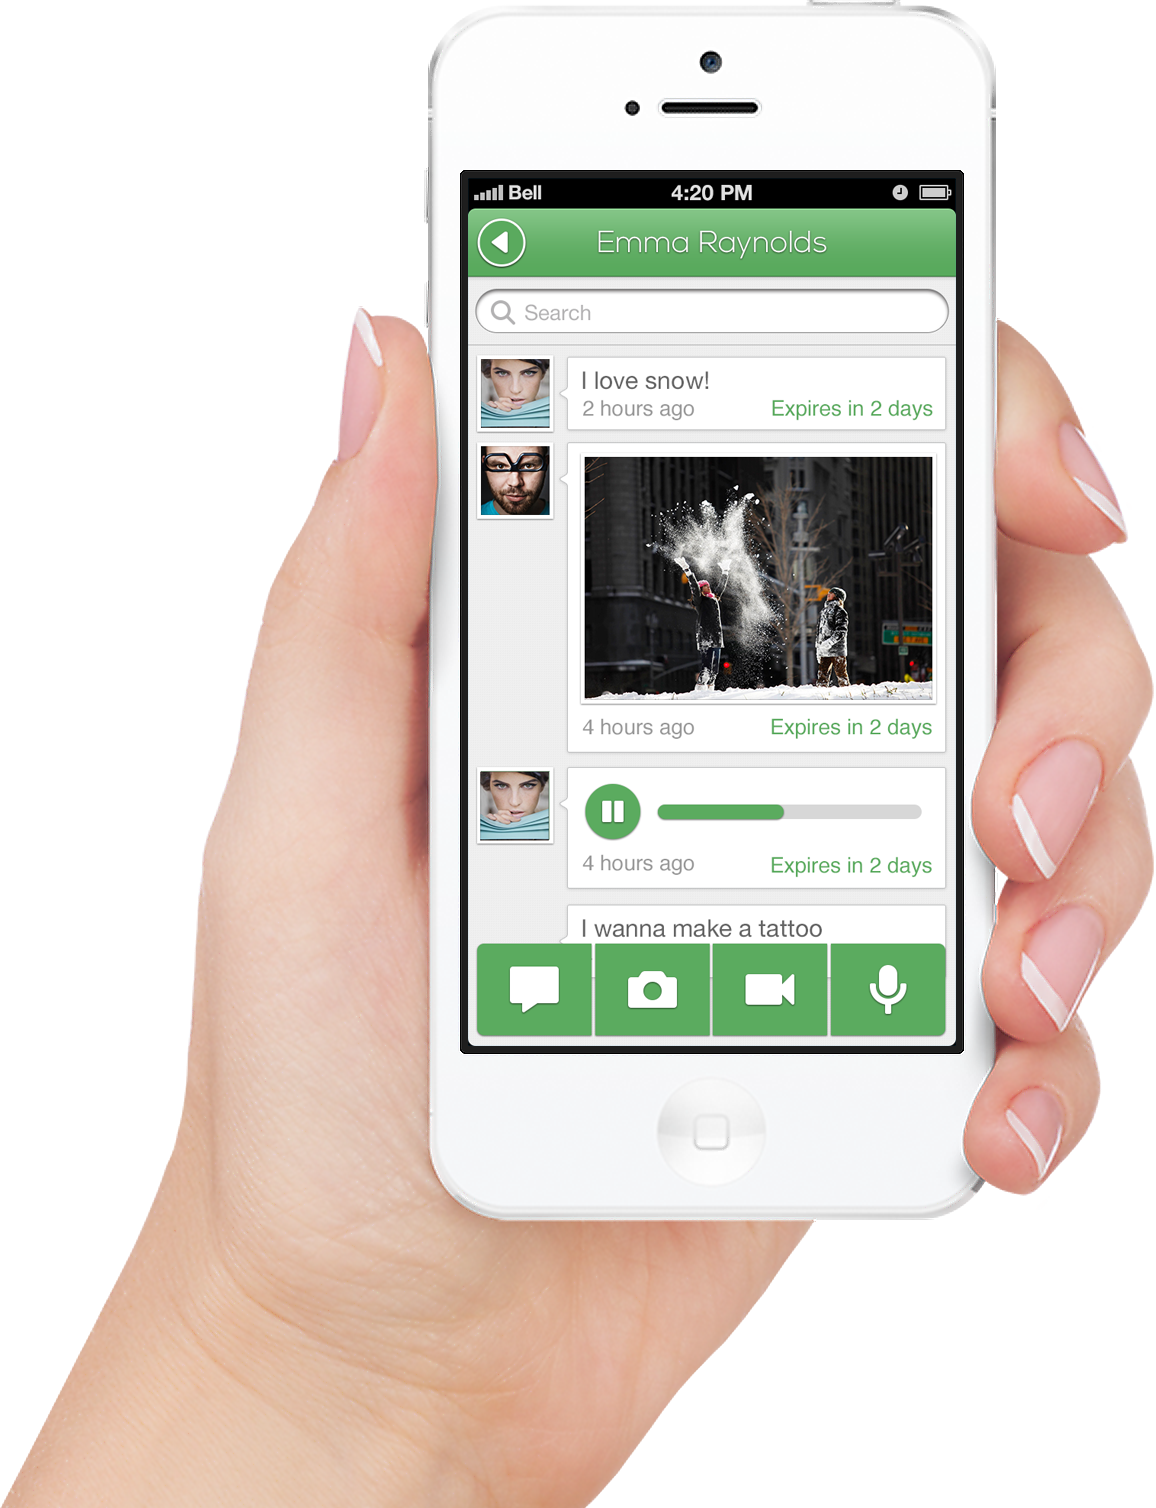 Bell 4:20 PM
Emma Raynolds
Search
I love snow!
2 hours ago Expires in 2 days
4 hours ago Expires in 2 days
4 hours ago Expires in 2 days
I wanna make a tattoo